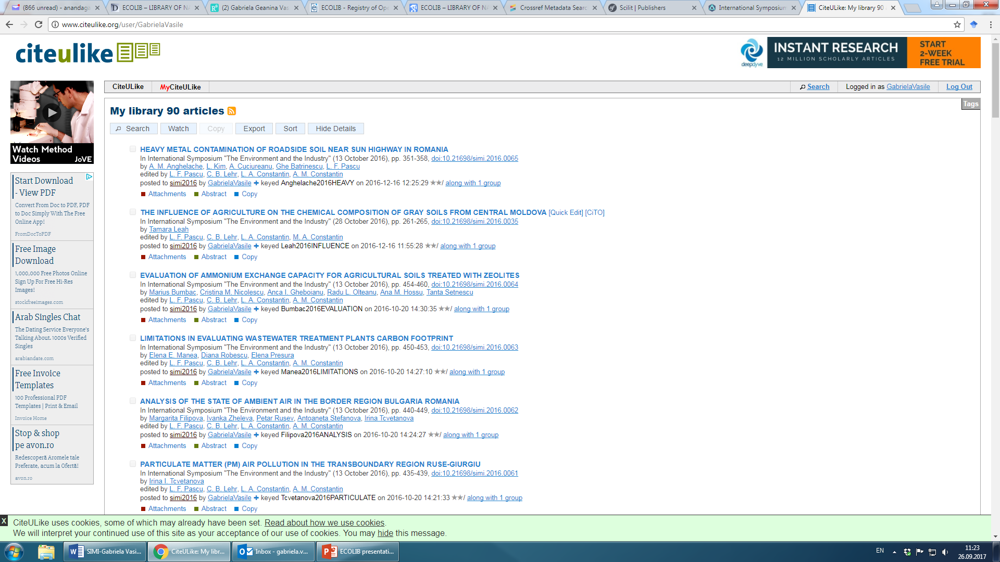 (866 unread) - anandaga
ECOLIB – LIBRARY OF NA
(2) Gabriela Geanina Vas
ECOLIB - Registry of Ope
ECOLIB – LIBRARY OF NA
Crossref Metadata Searc
Scilit | Publishers
International Symposium
CiteULike: My library 90
www.citeulike.org/user/GabrielaVasile
citeulike
deepdyve
INSTANT RESEARCH
12 MILLION SCHOLARLY ARTICLES
START
2-WEEK
FREE TRIAL
CiteULike
MyCiteULike
Search
Logged in as GabrielaVasile
Log Out
Watch Method
Videos JoVE
Start Download
- View PDF
Convert From Doc to PDF, PDF
to Doc Simply With The Free
Online App!
FromDocToPDF
Free Image
Download
1,000,000 Free Photos Online
Sign Up For Free Hi-Res
Images!
stockfreeimages.com
Arab Singles Chat
The Dating Service Everyone's
Talking About. 1000s Verified
Singles
arabiandate.com
Free Invoice
Templates
100 Professional PDF
Templates | Print & Email
Invoice Home
Stop & shop
pe avon.ro
Redescoperă Aromele tale
Preferate, acum la Ofertă!
avon.ro
My library 90 articles
Tags
Search
Watch
Copy
Export
Sort
Hide Details
HEAVY METAL CONTAMINATION OF ROADSIDE SOIL NEAR SUN HIGHWAY IN ROMANIA
In International Symposium "The Environment and the Industry" (13 October 2016), pp. 351-358, doi:10.21698/simi.2016.0065
by A. M. Anghelache, L. Kim, A. Cuciureanu, Ghe Batrinescu, L. F. Pascu
edited by L. F. Pascu, C. B. Lehr, L. A. Constantin, A. M. Constantin
posted to simi2016 by GabrielaVasile + keyed Anghelache2016HEAVY on 2016-12-16 12:25:29 ★★/ along with 1 group
Attachments Abstract Copy
THE INFLUENCE OF AGRICULTURE ON THE CHEMICAL COMPOSITION OF GRAY SOILS FROM CENTRAL MOLDOVA [Quick Edit] [CiTO]
In International Symposium "The Environment and the Industry" (28 October 2016), pp. 261-265, doi:10.21698/simi.2016.0035
by Tamara Leah
edited by L. F. Pascu, C. B. Lehr, L. A. Constantin, M. A. Constantin
posted to simi2016 by GabrielaVasile + keyed Leah2016INFLUENCE on 2016-12-16 11:55:28 ★★/ along with 1 group
Attachments Abstract Copy
EVALUATION OF AMMONIUM EXCHANGE CAPACITY FOR AGRICULTURAL SOILS TREATED WITH ZEOLITES
In International Symposium "The Environment and the Industry" (13 October 2016), pp. 454-460, doi:10.21698/simi.2016.0064
by Marius Bumbac, Cristina M. Nicolescu, Anca I. Gheboianu, Radu L. Olteanu, Ana M. Hossu, Tanta Setnescu
edited by L. F. Pascu, C. B. Lehr, L. A. Constantin, A. M. Constantin
posted to simi2016 by GabrielaVasile + keyed Bumbac2016EVALUATION on 2016-10-20 14:30:35 ★★/ along with 1 group
Attachments Abstract Copy
LIMITATIONS IN EVALUATING WASTEWATER TREATMENT PLANTS CARBON FOOTPRINT
In International Symposium "The Environment and the Industry" (13 October 2016), pp. 450-453, doi:10.21698/simi.2016.0063
by Elena E. Manea, Diana Robescu, Elena Presura
edited by L. F. Pascu, C. B. Lehr, L. A. Constantin, A. M. Constantin
posted to simi2016 by GabrielaVasile + keyed Manea2016LIMITATIONS on 2016-10-20 14:27:10 ★★/ along with 1 group
Attachments Abstract Copy
ANALYSIS OF THE STATE OF AMBIENT AIR IN THE BORDER REGION BULGARIA ROMANIA
In International Symposium "The Environment and the Industry" (13 October 2016), pp. 440-449, doi:10.21698/simi.2016.0062
by Margarita Filipova, Ivanka Zheleva, Petar Rusev, Antoaneta Stefanova, Irina Tcvetanova
edited by L. F. Pascu, C. B. Lehr, L. A. Constantin, A. M. Constantin
posted to simi2016 by GabrielaVasile + keyed Filipova2016ANALYSIS on 2016-10-20 14:24:27 ★★/ along with 1 group
Attachments Abstract Copy
PARTICULATE MATTER (PM) AIR POLLUTION IN THE TRANSBOUNDARY REGION RUSE-GIURGIU
In International Symposium "The Environment and the Industry" (13 October 2016), pp. 435-439, doi:10.21698/simi.2016.0061
by Irina I. Tcvetanova
edited by L. F. Pascu, C. B. Lehr, L. A. Constantin, A. M. Constantin
posted to simi2016 by GabrielaVasile + keyed Tcvetanova2016PARTICULATE on 2016-10-20 14:21:33 ★★/ along with 1 group
Attachments Abstract Copy
X CiteULike uses cookies, some of which may already have been set. Read about how we use cookies.
We will interpret your continued use of this site as your acceptance of our use of cookies. You may hide this message.
SIMI-Gabriela Vasi...
CiteULike: My libr...
Inbox - gabriela.v...
ECOLIB presentati...
EN
11:23
26.09.2017